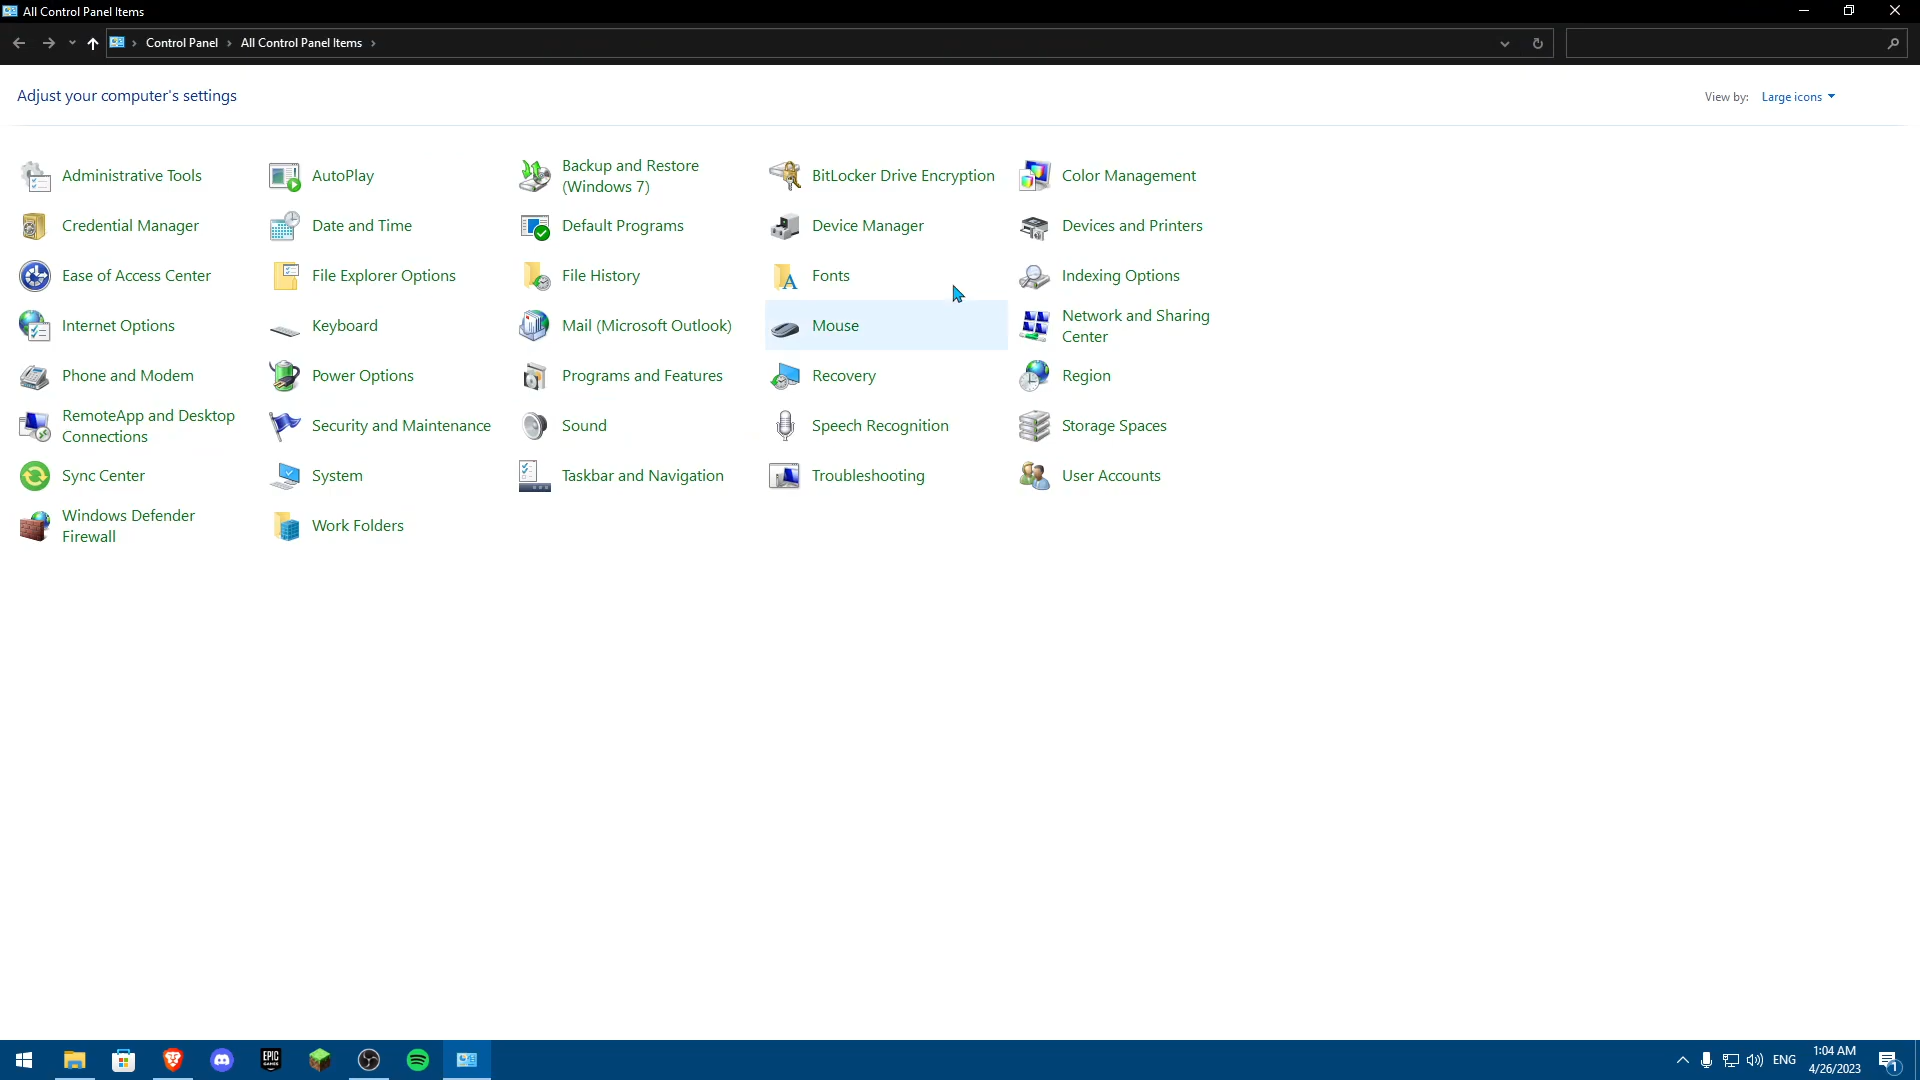 All Control Panel Items
Control Panel
All Control Panel Items
Adjust your computer's settings
View by:
Large icons
Administrative Tools
AutoPlay
Backup and Restore
(Windows 7)
BitLocker Drive Encryption
Color Management
Credential Manager
Date and Time
Default Programs
Device Manager
Devices and Printers
Ease of Access Center
File Explorer Options
File History
Fonts
Indexing Options
Internet Options
Keyboard
Mail (Microsoft Outlook)
Mouse
Network and Sharing
Center
Phone and Modem
Power Options
Programs and Features
Recovery
Region
RemoteApp and Desktop
Connections
Security and Maintenance
Sound
Speech Recognition
Storage Spaces
Sync Center
System
Taskbar and Navigation
Troubleshooting
User Accounts
Windows Defender
Firewall
Work Folders
EPIC
GAMES
ENG
1:04 AM
4/26/2023
1